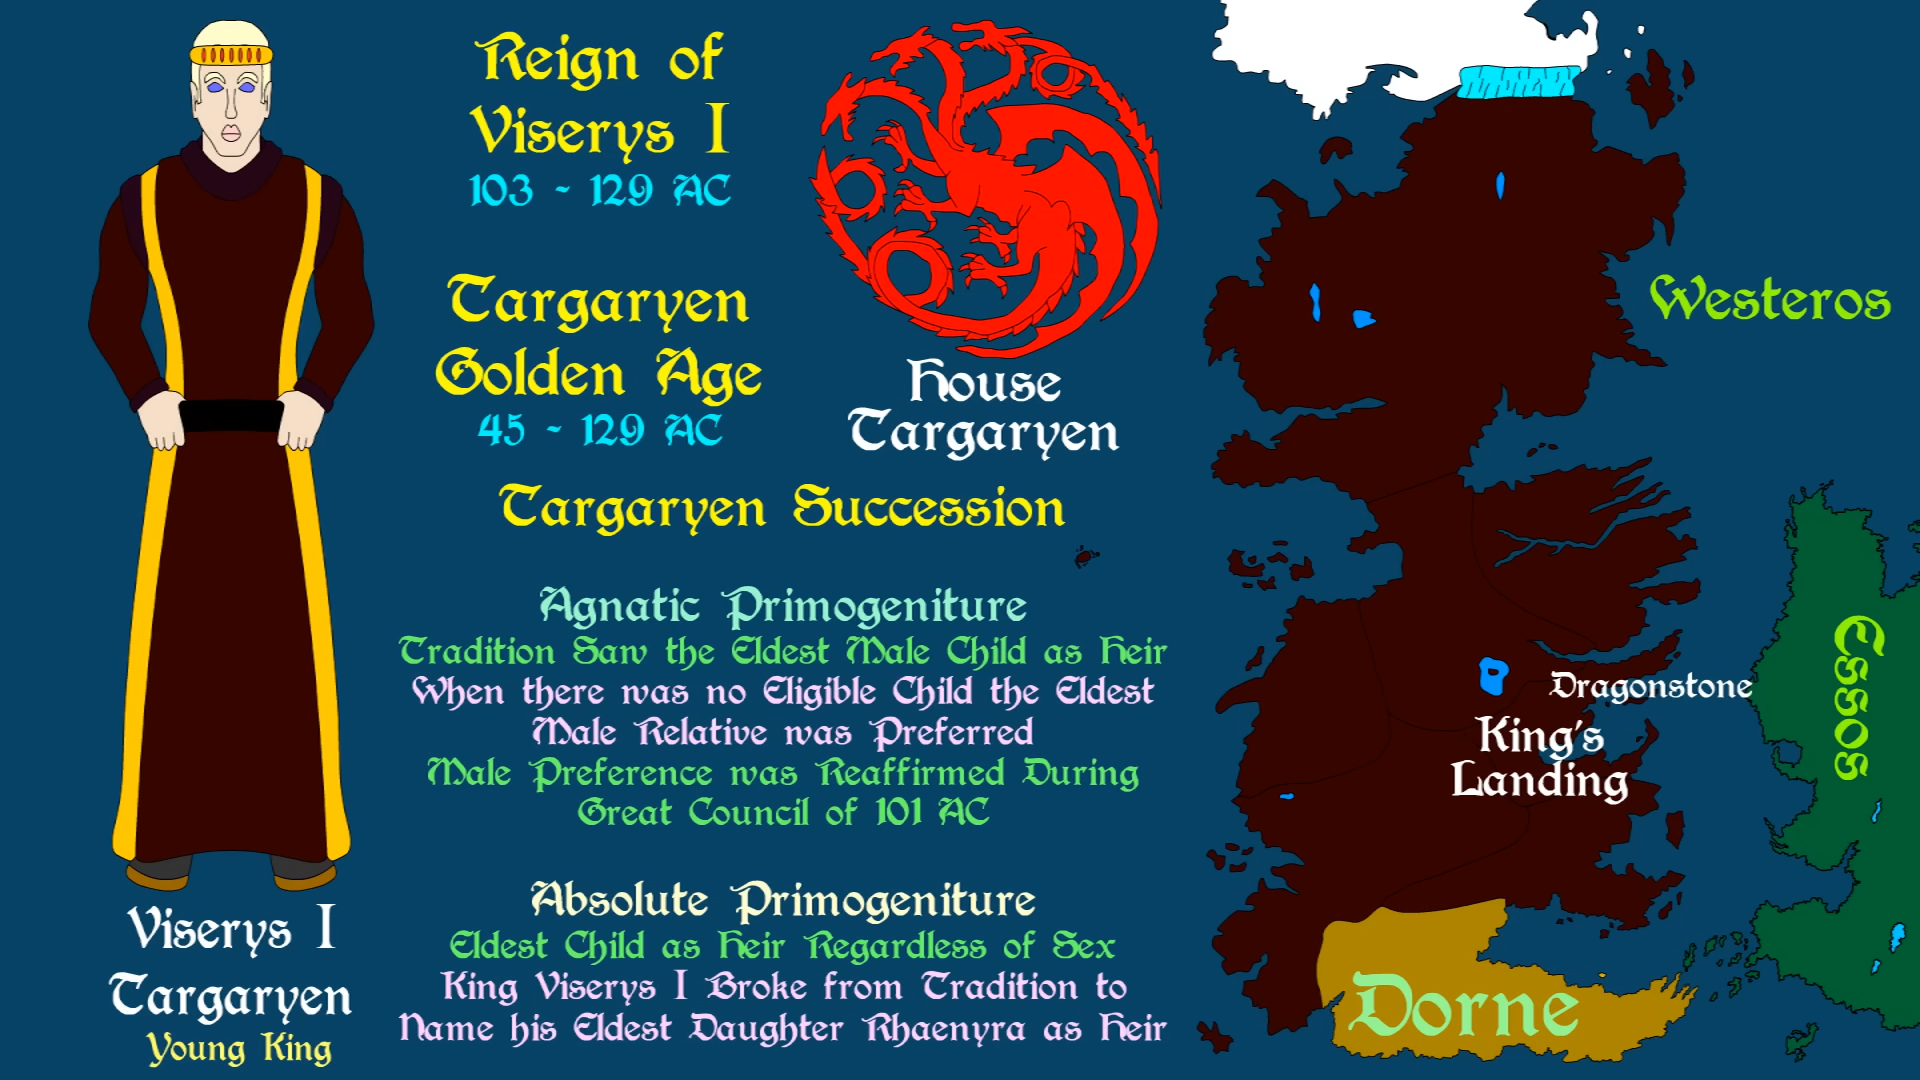 Reign of
Viserys I
103 - 129 AC
Targaryen
Golden Age
45 - 129 AC
House
Targaryen
Targaryen Succession
Agnatic Primogeniture
Tradition Saw the Eldest Male Child as Heir
When there was no Eligible Child the Eldest
Male Relative was Preferred
Male Preference was Reaffirmed During
Great Council of 101 AC
Absolute Primogeniture
Eldest Child as Heir Regardless of Sex
King Viserys I Broke from Tradition to
Name his Eldest Daughter Rhaenyra as Heir
Viserys I
Targaryen
Young King
Westeros
Essos
Dragonstone
King's
Landing
Dorne